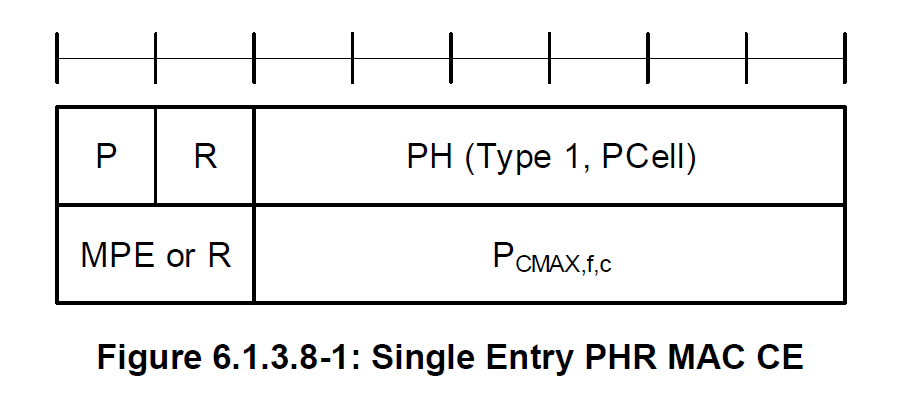 P R PH (Type 1, PCell)
MPE or R PCMAX,f,c
Figure 6.1.3.8-1: Single Entry PHR MAC CE